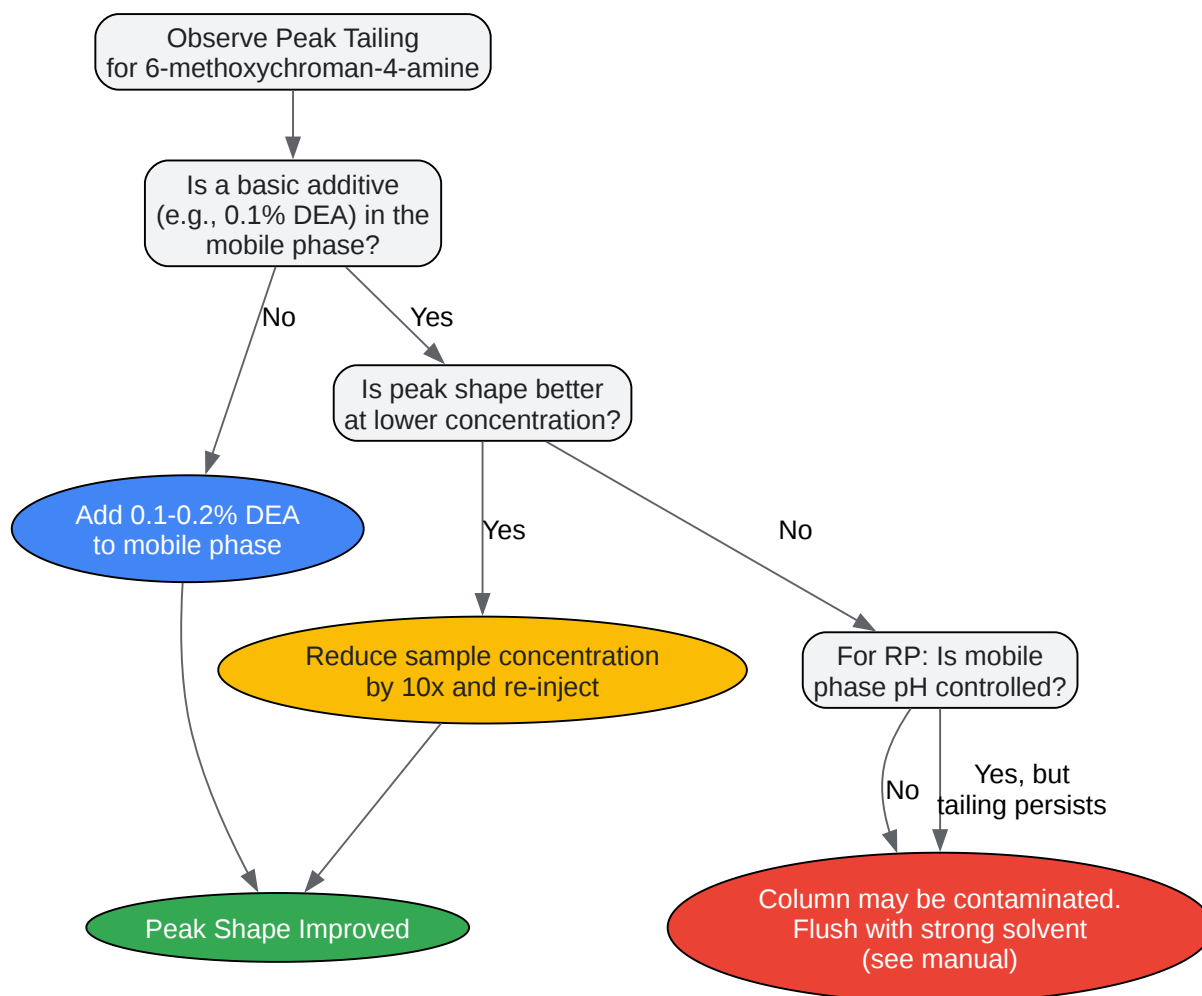 Observe Peak Tailing
for 6-methoxychroman-4-amine
Is a basic additive
(e.g., 0.1% DEA) in the
mobile phase?
No
Yes
Is peak shape better
at lower concentration?
Add 0.1-0.2% DEA
to mobile phase
Yes
No
Reduce sample concentration
by 10x and re-inject
For RP: Is mobile
phase pH controlled?
No
Yes, but
tailing persists
Peak Shape Improved
Column may be contaminated.
Flush with strong solvent
(see manual)